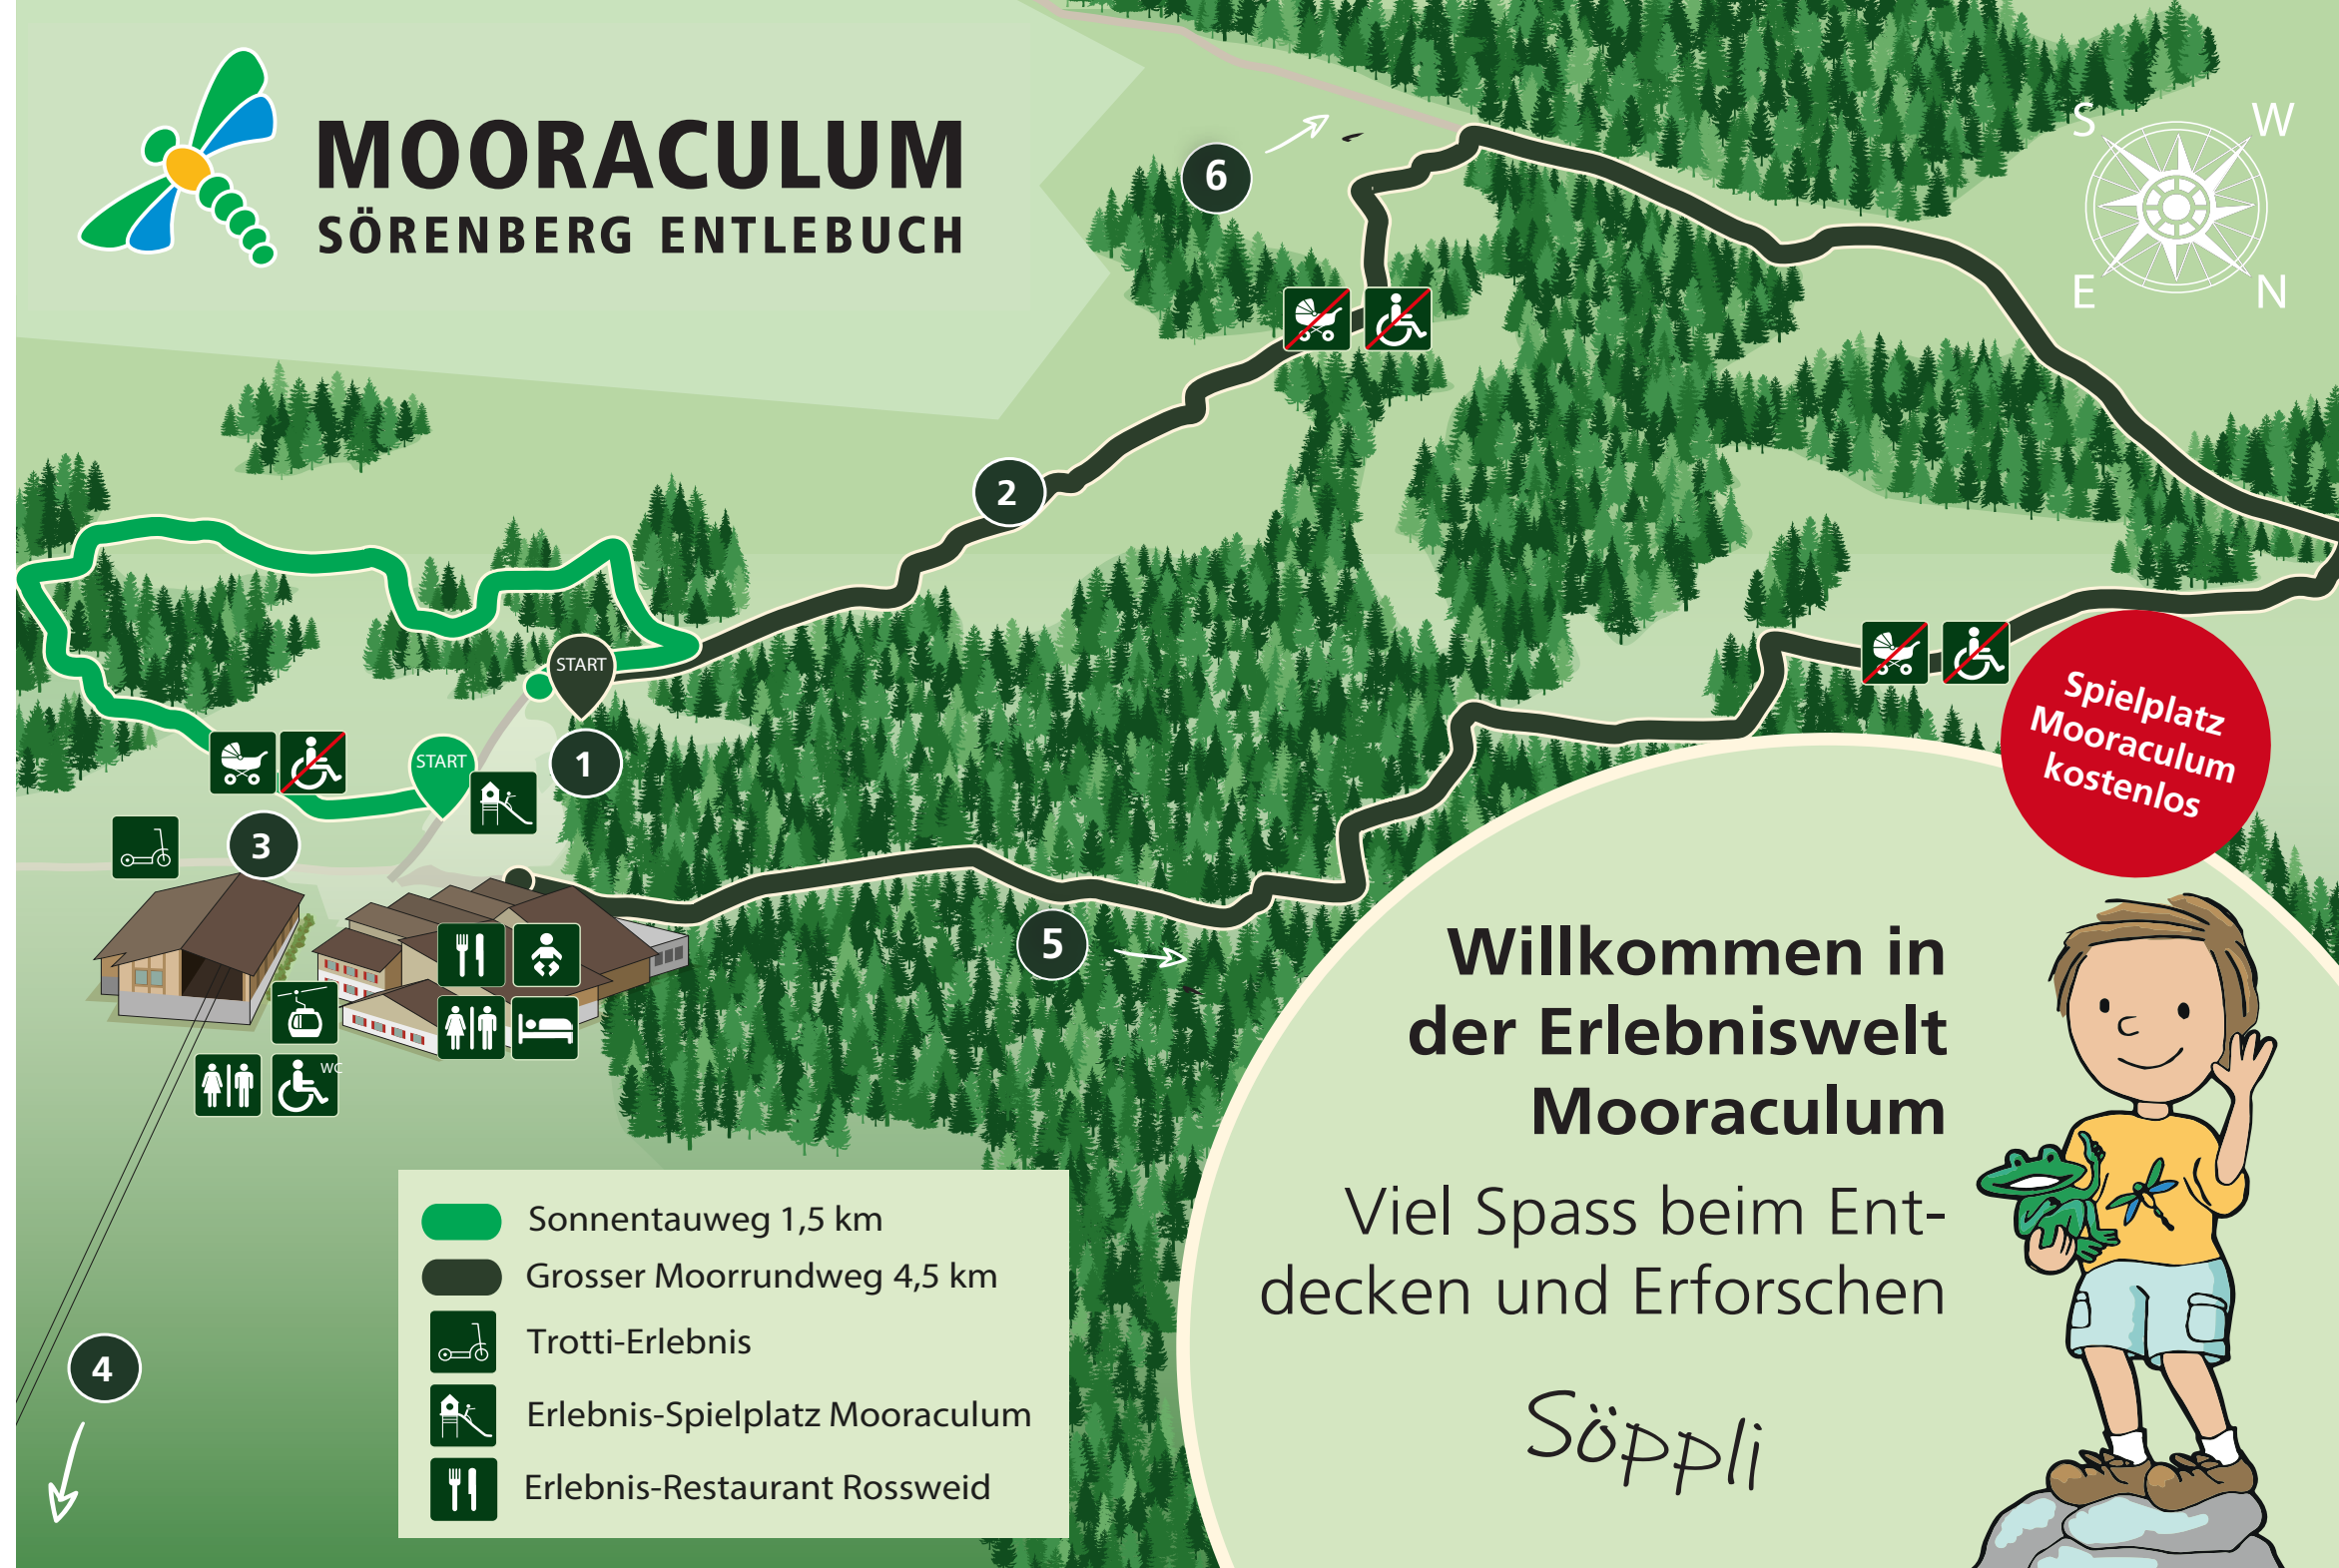 MOORACULUM
SÖRENBERG ENTLEBUCH
S
W
E
N
6
2
START
START
1
3
5
4
WC
Spielplatz
Mooraculum
kostenlos
Willkommen in
der Erlebniswelt
Mooraculum
Viel Spass beim Ent-
decken und Erforschen
Söppli
Sonnentauweg 1,5 km
Grosser Moorrundweg 4,5 km
Trotti-Erlebnis
Erlebnis-Spielplatz Mooraculum
Erlebnis-Restaurant Rossweid